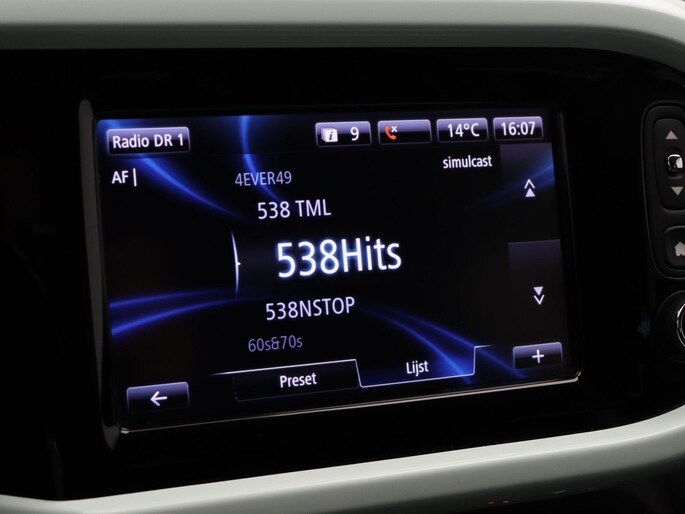 Radio DR 1
9
14°C
16:07
AF
simulcast
4EVER49
538 TML
538Hits
538NSTOP
60s&70s
Preset
Lijst
+